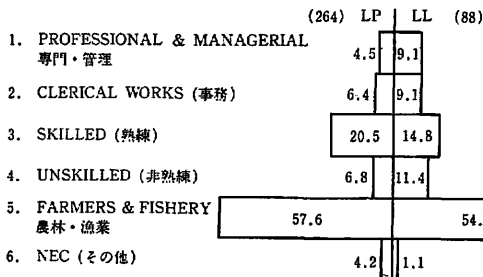 (264) LP LL (88)
1. PROFESSIONAL & MANAGERIAL 4.5 9.1
専門・管理
2. CLERICAL WORKS (事務) 6.4 9.1
3. SKILLED (熟練) 20.5 14.8
4. UNSKILLED (非熟練) 6.8 11.4
5. FARMERS & FISHERY 57.6 54.
農林・漁業
6. NEC (その他) 4.2 1.1